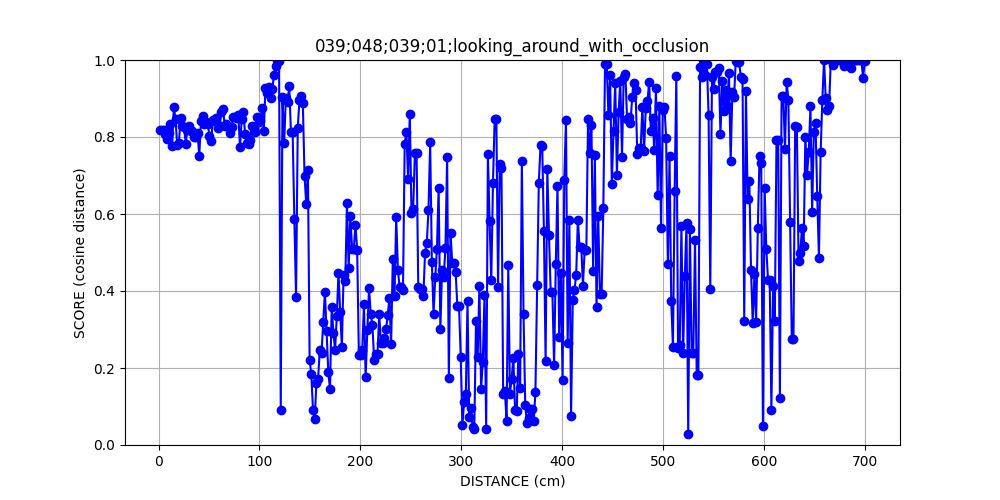 039;048;039;01;looking_around_with_occlusion
1.0
0.8
0.6
0.4
0.2
0.0
SCORE (cosine distance)
0 100 200 300 400 500 600 700
DISTANCE (cm)